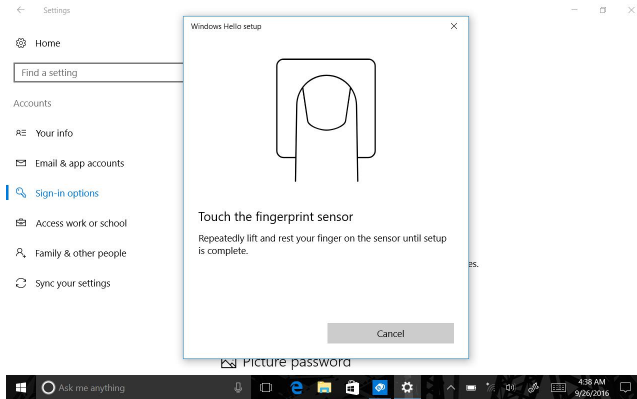 Settings
Home
Find a setting
Accounts
Your info
Email & app accounts
Sign-in options
Access work or school
Family & other people
Sync your settings
Windows Hello setup
Touch the fingerprint sensor
Repeatedly lift and rest your finger on the sensor until setup
is complete.
Cancel
es.
Picture password
Ask me anything
4:38 AM
9/26/2016